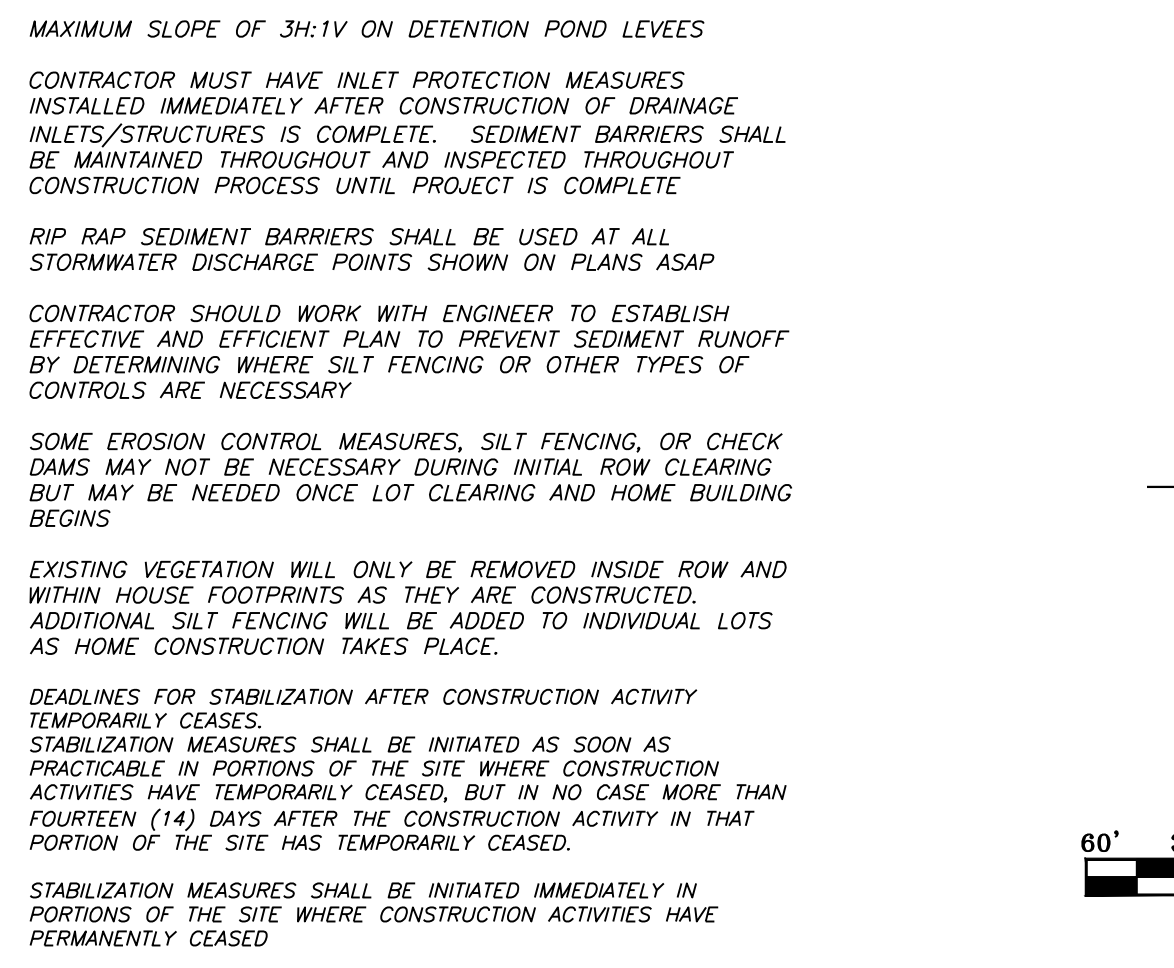 MAXIMUM SLOPE OF 3H:1V ON DETENTION POND LEVEES
CONTRACTOR MUST HAVE INLET PROTECTION MEASURES
INSTALLED IMMEDIATELY AFTER CONSTRUCTION OF DRAINAGE
INLETS/STRUCTURES IS COMPLETE. SEDIMENT BARRIERS SHALL
BE MAINTAINED THROUGHOUT AND INSPECTED THROUGHOUT
CONSTRUCTION PROCESS UNTIL PROJECT IS COMPLETE
RIP RAP SEDIMENT BARRIERS SHALL BE USED AT ALL
STORMWATER DISCHARGE POINTS SHOWN ON PLANS ASAP
CONTRACTOR SHOULD WORK WITH ENGINEER TO ESTABLISH
EFFECTIVE AND EFFICIENT PLAN TO PREVENT SEDIMENT RUNOFF
BY DETERMINING WHERE SILT FENCING OR OTHER TYPES OF
CONTROLS ARE NECESSARY
SOME EROSION CONTROL MEASURES, SILT FENCING, OR CHECK
DAMS MAY NOT BE NECESSARY DURING INITIAL ROW CLEARING
BUT MAY BE NEEDED ONCE LOT CLEARING AND HOME BUILDING
BEGINS
EXISTING VEGETATION WILL ONLY BE REMOVED INSIDE ROW AND
WITHIN HOUSE FOOTPRINTS AS THEY ARE CONSTRUCTED.
ADDITIONAL SILT FENCING WILL BE ADDED TO INDIVIDUAL LOTS
AS HOME CONSTRUCTION TAKES PLACE.
DEADLINES FOR STABILIZATION AFTER CONSTRUCTION ACTIVITY
TEMPORARILY CEASES.
STABILIZATION MEASURES SHALL BE INITIATED AS SOON AS
PRACTICABLE IN PORTIONS OF THE SITE WHERE CONSTRUCTION
ACTIVITIES HAVE TEMPORARILY CEASED, BUT IN NO CASE MORE THAN
FOURTEEN (14) DAYS AFTER THE CONSTRUCTION ACTIVITY IN THAT
PORTION OF THE SITE HAS TEMPORARILY CEASED.
STABILIZATION MEASURES SHALL BE INITIATED IMMEDIATELY IN
PORTIONS OF THE SITE WHERE CONSTRUCTION ACTIVITIES HAVE
PERMANENTLY CEASED
60'